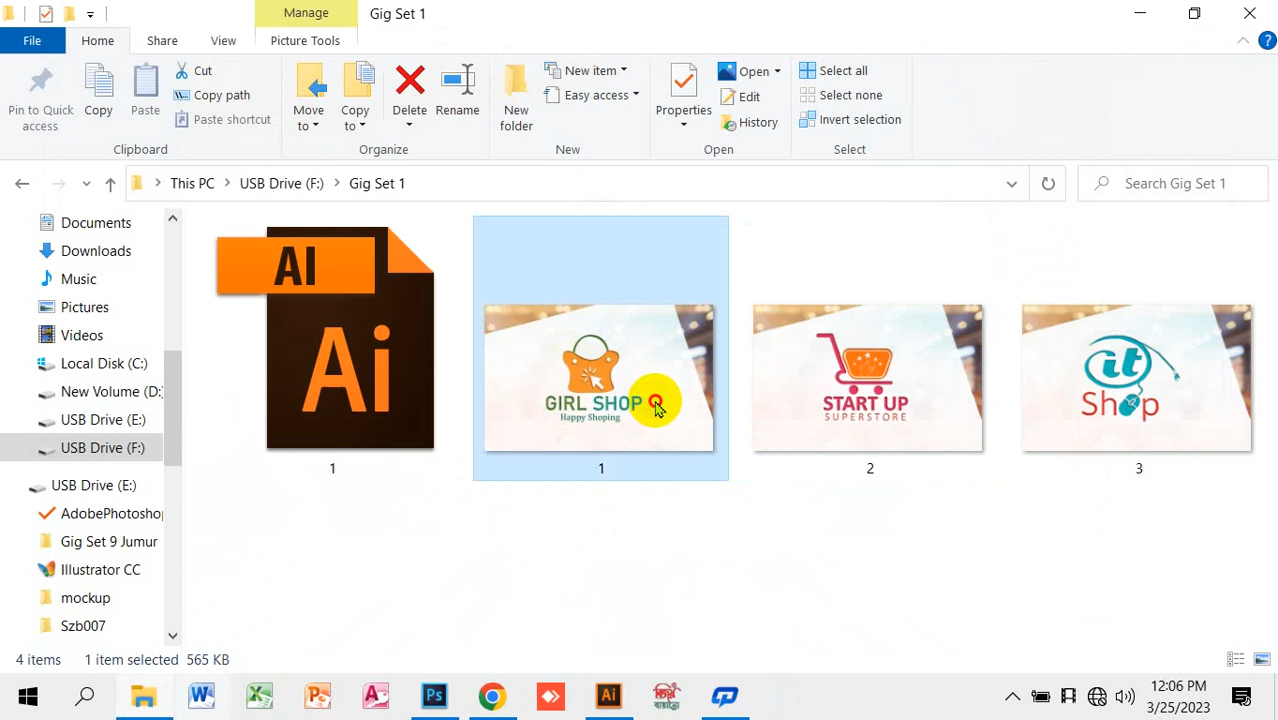 Manage
Gig Set 1
File
Home
Share
View
Picture Tools
Pin to Quick access
Copy
Paste
Cut
Copy path
Paste shortcut
Clipboard
Move to
Copy to
Delete
Rename
Organize
New folder
New item
Easy access
New
Properties
Open
Edit
History
Open
Select all
Select none
Invert selection
Select
This PC
USB Drive (F:)
Gig Set 1
Search Gig Set 1
Documents
Downloads
Music
Pictures
Videos
Local Disk (C:)
New Volume (D:
USB Drive (E:)
USB Drive (F:)
USB Drive (E:)
AdobePhotosho
Gig Set 9 Jumur
Illustrator CC
mockup
Szb007
AI
Ai
1
GIRL SHOP
Happy Shoping
1
START UP
SUPERSTORE
2
it
Shop
3
4 items
1 item selected 565 KB
Ps
Ai
12:06 PM
3/25/2023